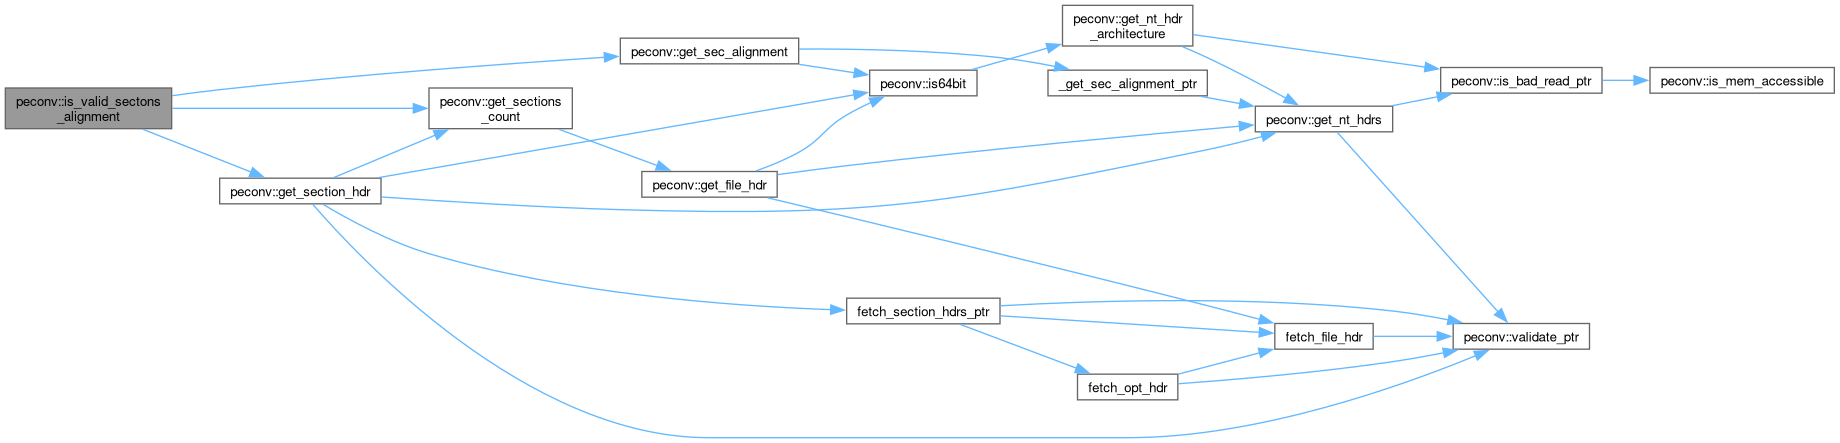 peconv::is_valid_sectons
_alignment
peconv::get_sec_alignment
peconv::get_sections
_count
peconv::get_section_hdr
peconv::get_file_hdr
peconv::is64bit
fetch_section_hdrs_ptr
peconv::get_nt_hdr
_architecture
_get_sec_alignment_ptr
peconv::get_nt_hdrs
fetch_file_hdr
fetch_opt_hdr
peconv::is_bad_read_ptr
peconv::validate_ptr
peconv::is_mem_accessible